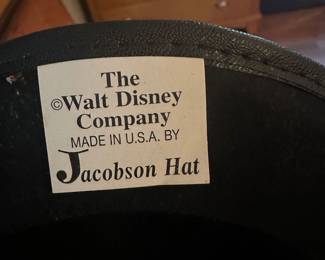 The
©Walt Disney
Company
MADE IN U.S.A. BY
Jacobson Hat